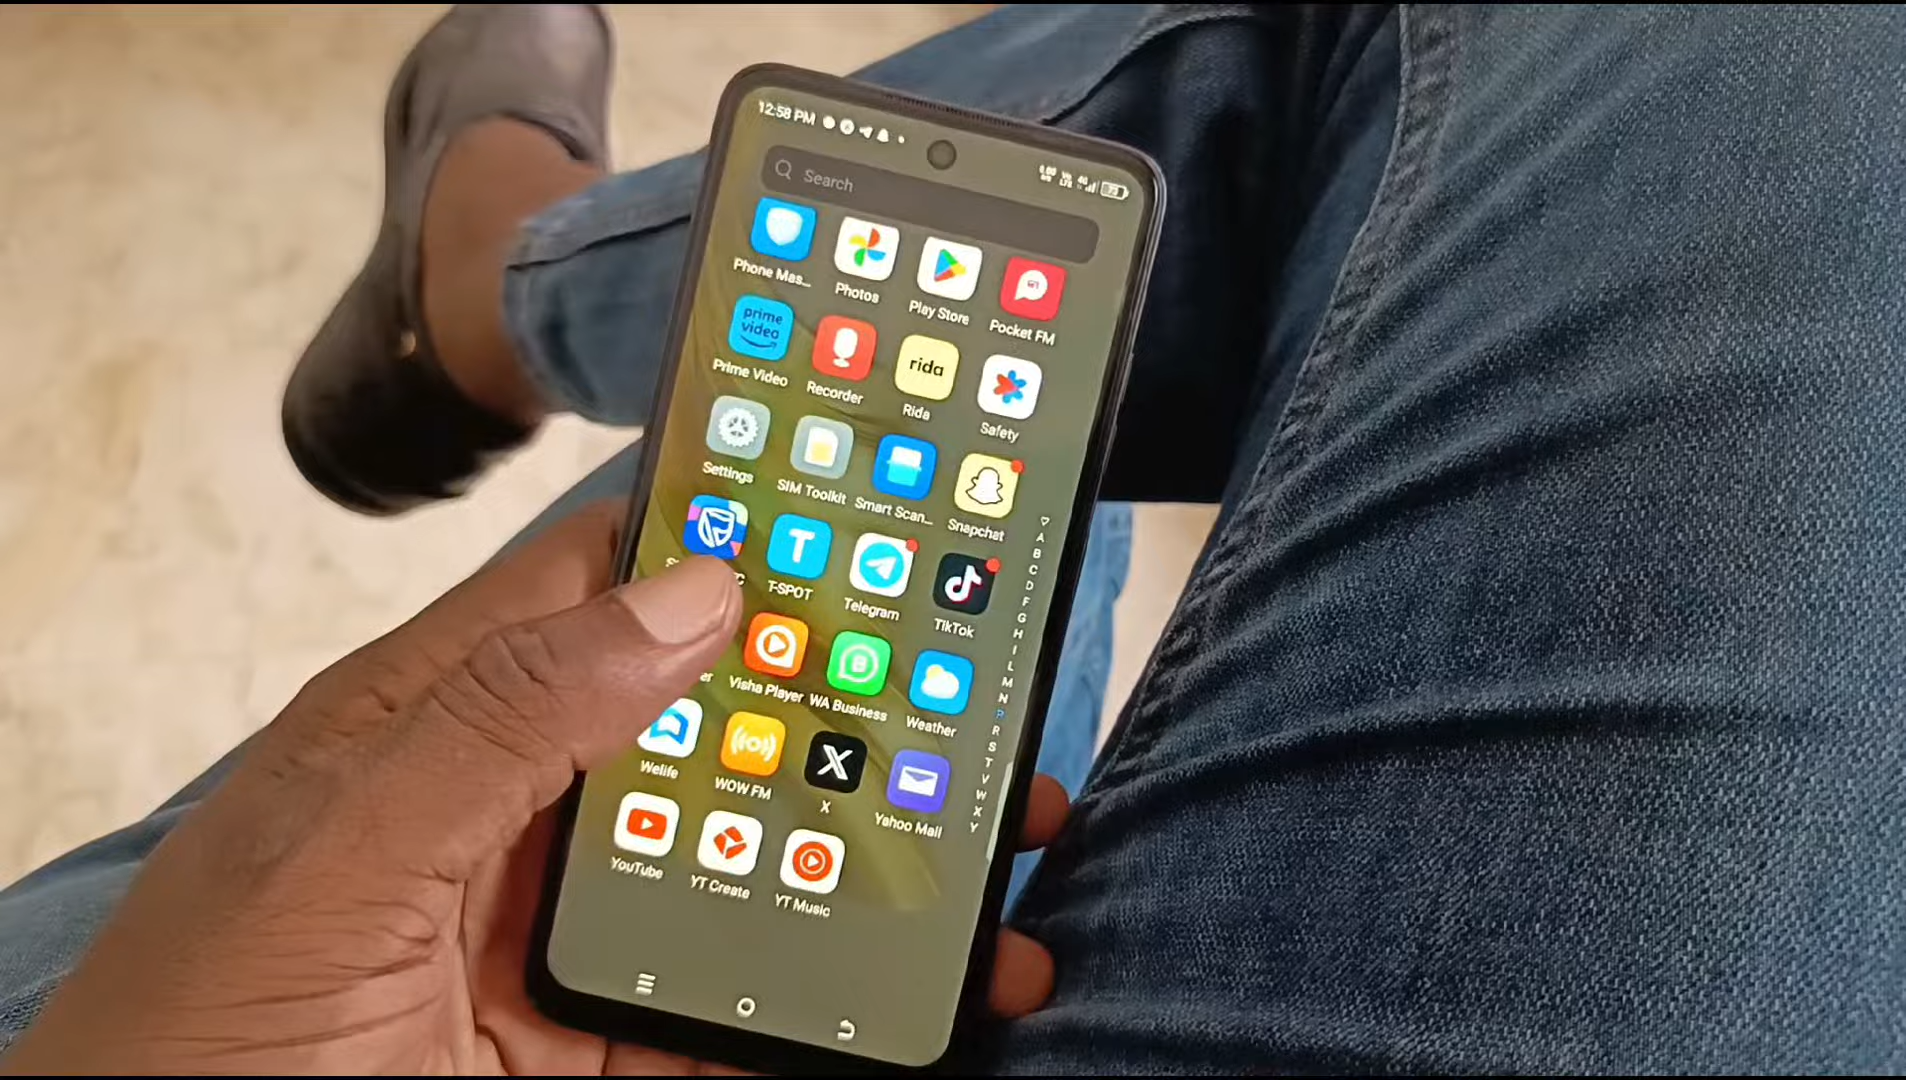 12:58 PM
Search
Phone Mas...
Photos
Play Store
Pocket FM
prime video
Prime Video
Recorder
rida
Rida
Safety
Settings
SIM Toolkit
Smart Scan...
Snapchat
T
T-SPOT
Telegram
TikTok
Visha Player
B
WA Business
Weather
Welife
WOW FM
X
Yahoo Mail
YouTube
YT Create
YT Music
A
B
C
D
F
G
H
I
L
M
N
P
R
S
T
V
W
X
Y